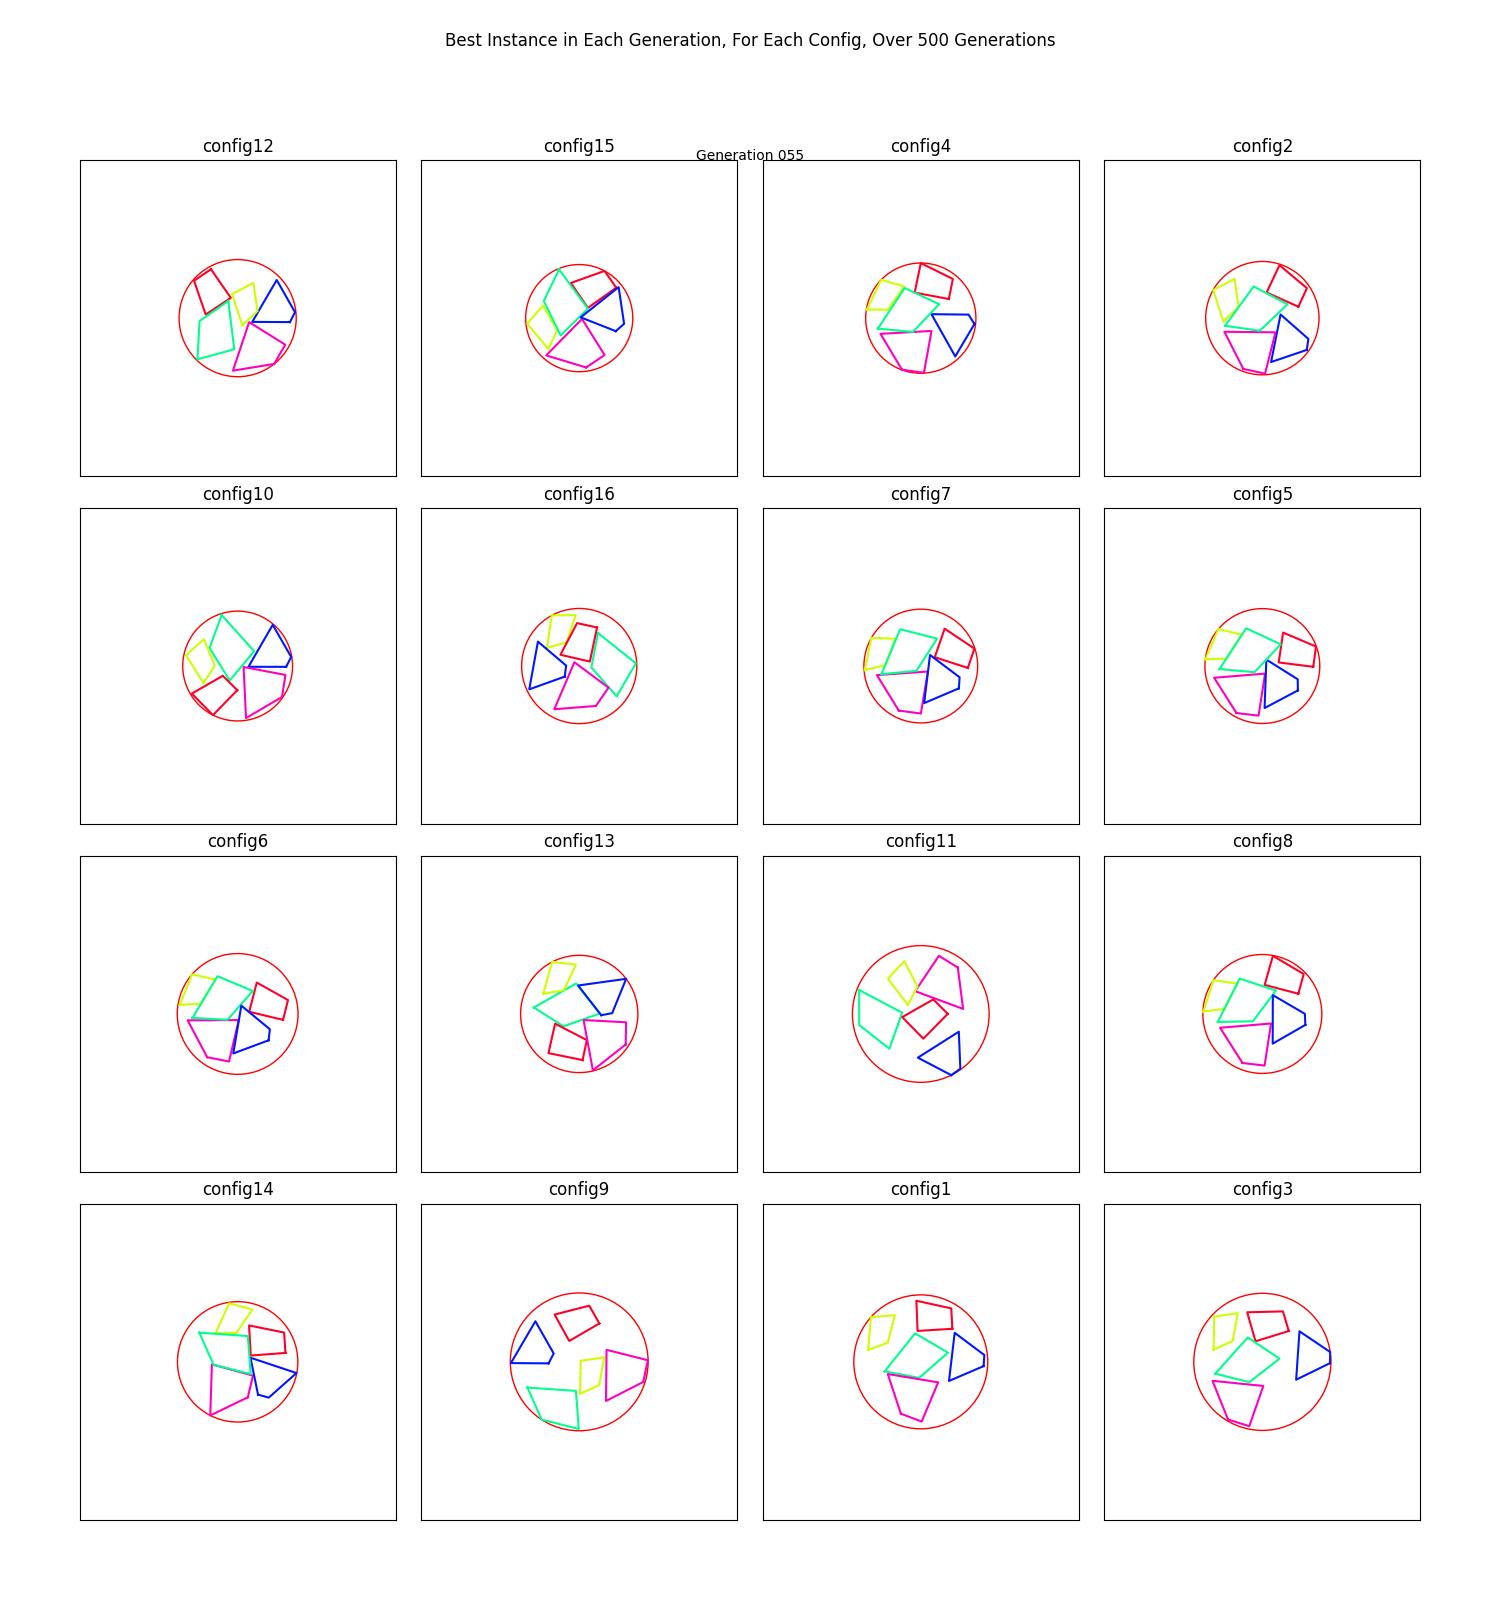 Best Instance in Each Generation, For Each Config, Over 500 Generations
Generation 055
config12
config15
config4
config2
config10
config16
config7
config5
config6
config13
config11
config8
config14
config9
config1
config3